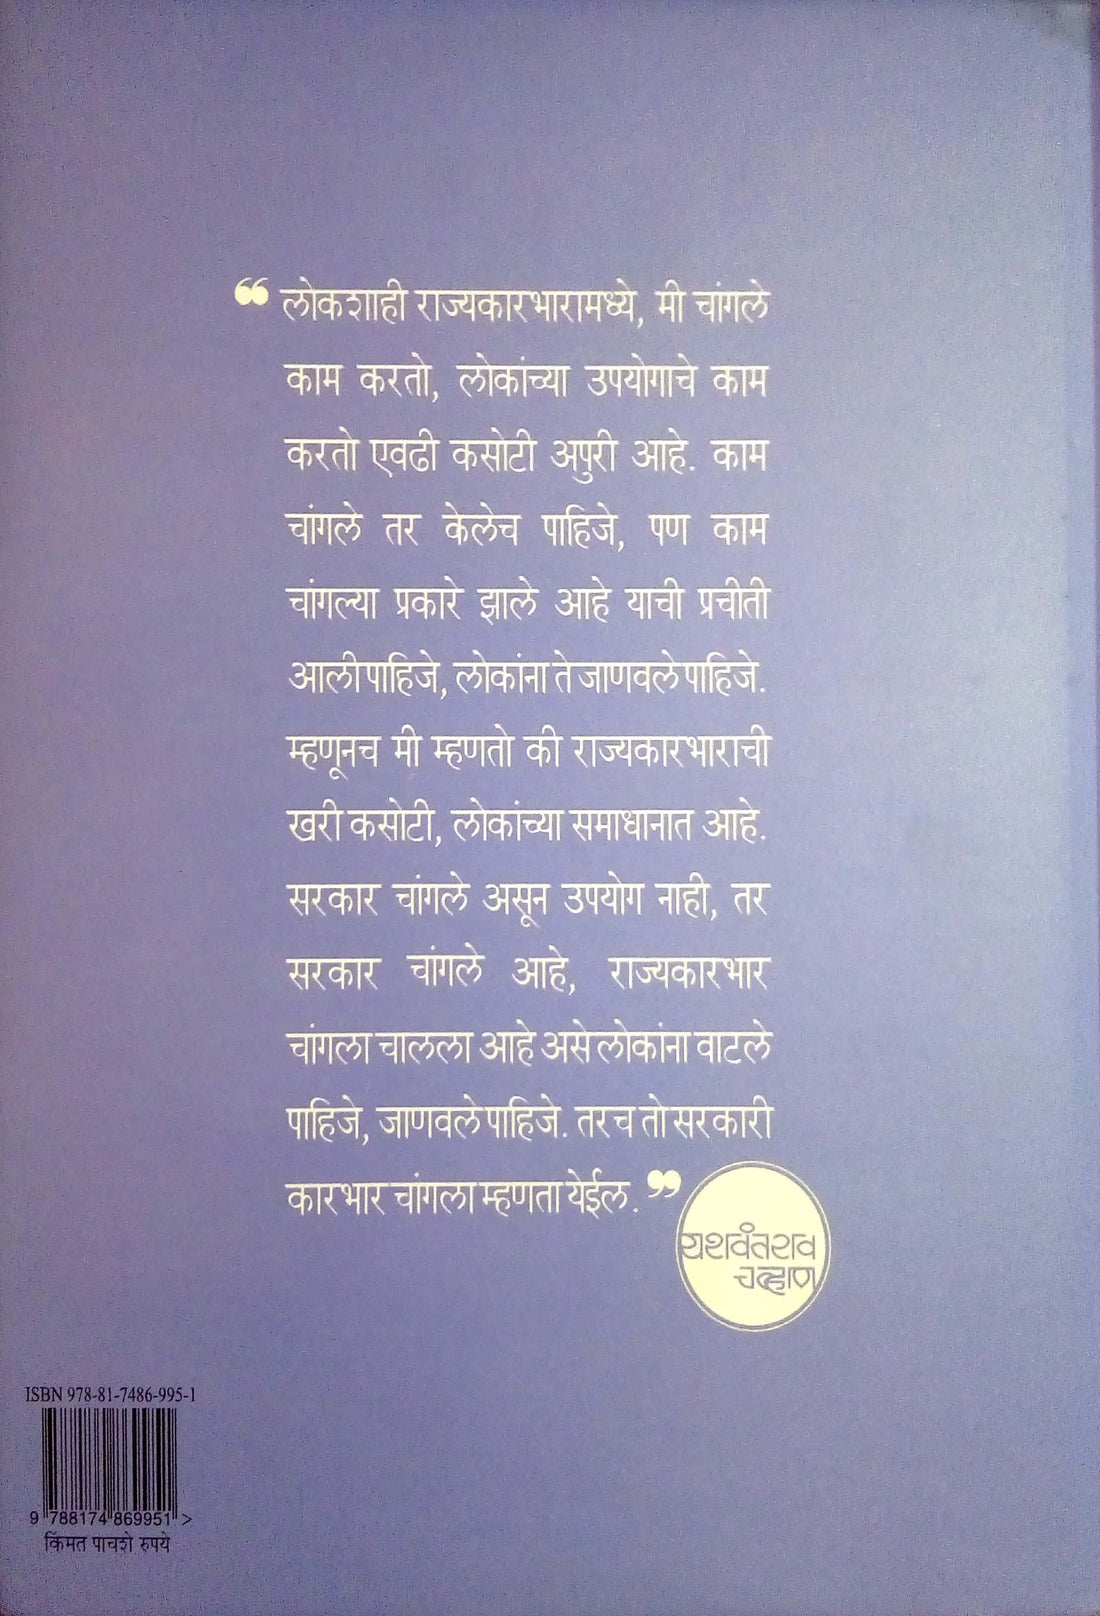 “ लोकशाही राज्यकारभारामध्ये, मी चांगले
काम करतो, लोकांच्या उपयोगाचे काम
करतो एवढी कसोटी अपुरी आहे. काम
चांगले तर केलेच पाहिजे, पण काम
चांगल्या प्रकारे झाले आहे याची प्रचीती
आली पाहिजे, लोकांना ते जाणवले पाहिजे.
म्हणूनच मी म्हणतो की राज्यकारभाराची
खरी कसोटी, लोकांच्या समाधानात आहे.
सरकार चांगले असून उपयोग नाही, तर
सरकार चांगले आहे, राज्यकारभार
चांगला चालला आहे असे लोकांना वाटले
पाहिजे, जाणवले पाहिजे. तरच तो सरकारी
कारभार चांगला म्हणता येईल. ”
यशवंतराव
चव्हाण
ISBN 978-81-7486-995-1
9 788174 869951 >
किंमत पाचशे रुपये